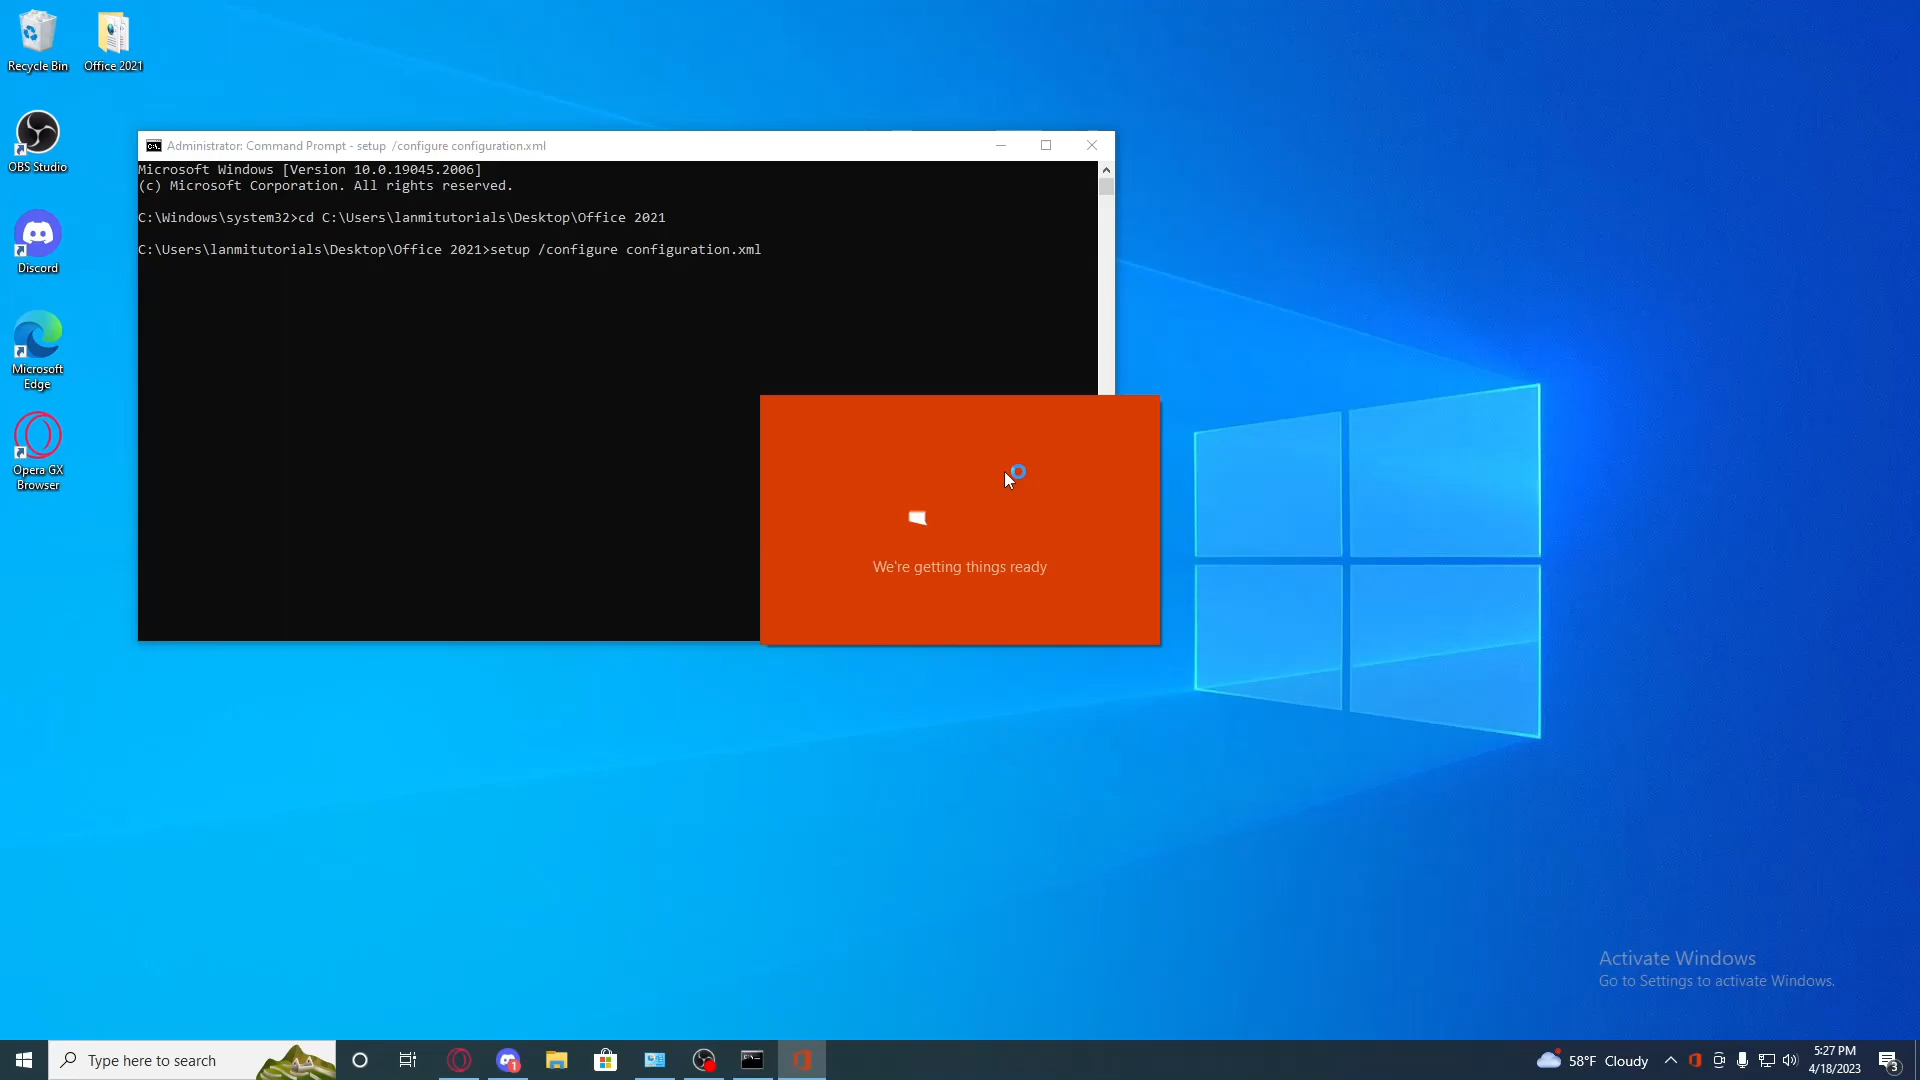 Recycle Bin
Office 2021
OBS Studio
Discord
Microsoft
Edge
Opera GX
Browser
Administrator: Command Prompt - setup  /configure configuration.xml
Microsoft Windows [Version 10.0.19045.2006]
(c) Microsoft Corporation. All rights reserved.
C:\Windows\system32>cd C:\Users\lanmitutorials\Desktop\Office 2021
C:\Users\lanmitutorials\Desktop\Office 2021>setup /configure configuration.xml
We're getting things ready
Activate Windows
Go to Settings to activate Windows.
Type here to search
1
58°F Cloudy
5:27 PM
4/18/2023
3